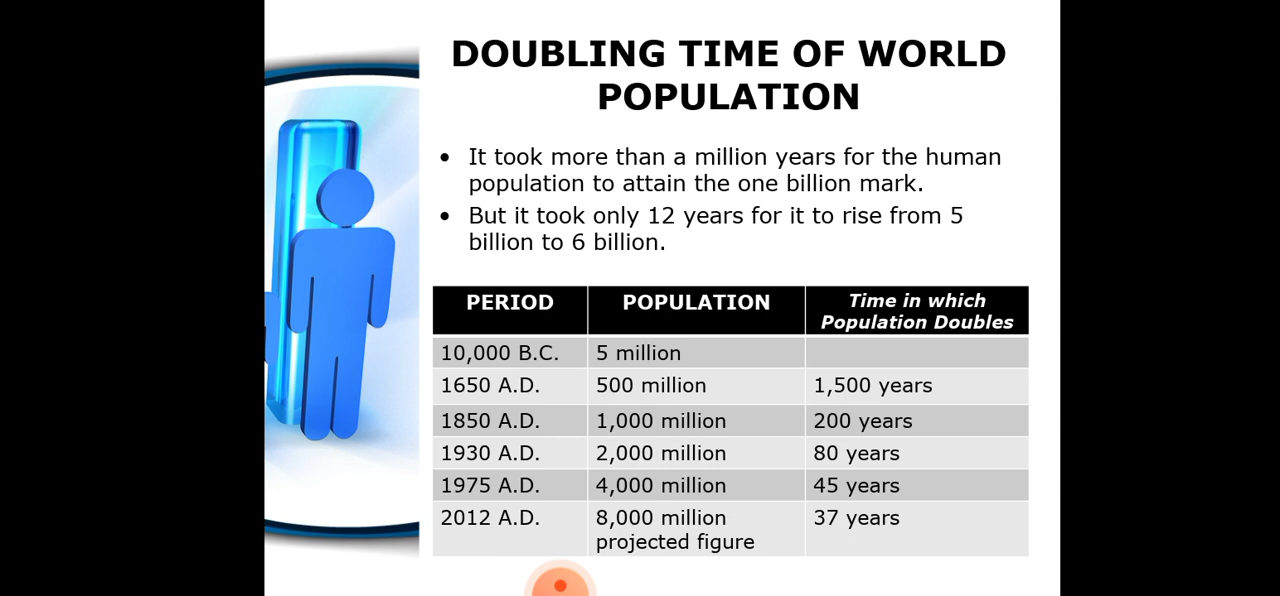 DOUBLING TIME OF WORLD
POPULATION
• It took more than a million years for the human
population to attain the one billion mark.
• But it took only 12 years for it to rise from 5
billion to 6 billion.
PERIOD POPULATION Time in which
Population Doubles
10,000 B.C. 5 million
1650 A.D. 500 million 1,500 years
1850 A.D. 1,000 million 200 years
1930 A.D. 2,000 million 80 years
1975 A.D. 4,000 million 45 years
2012 A.D. 8,000 million 37 years
projected figure